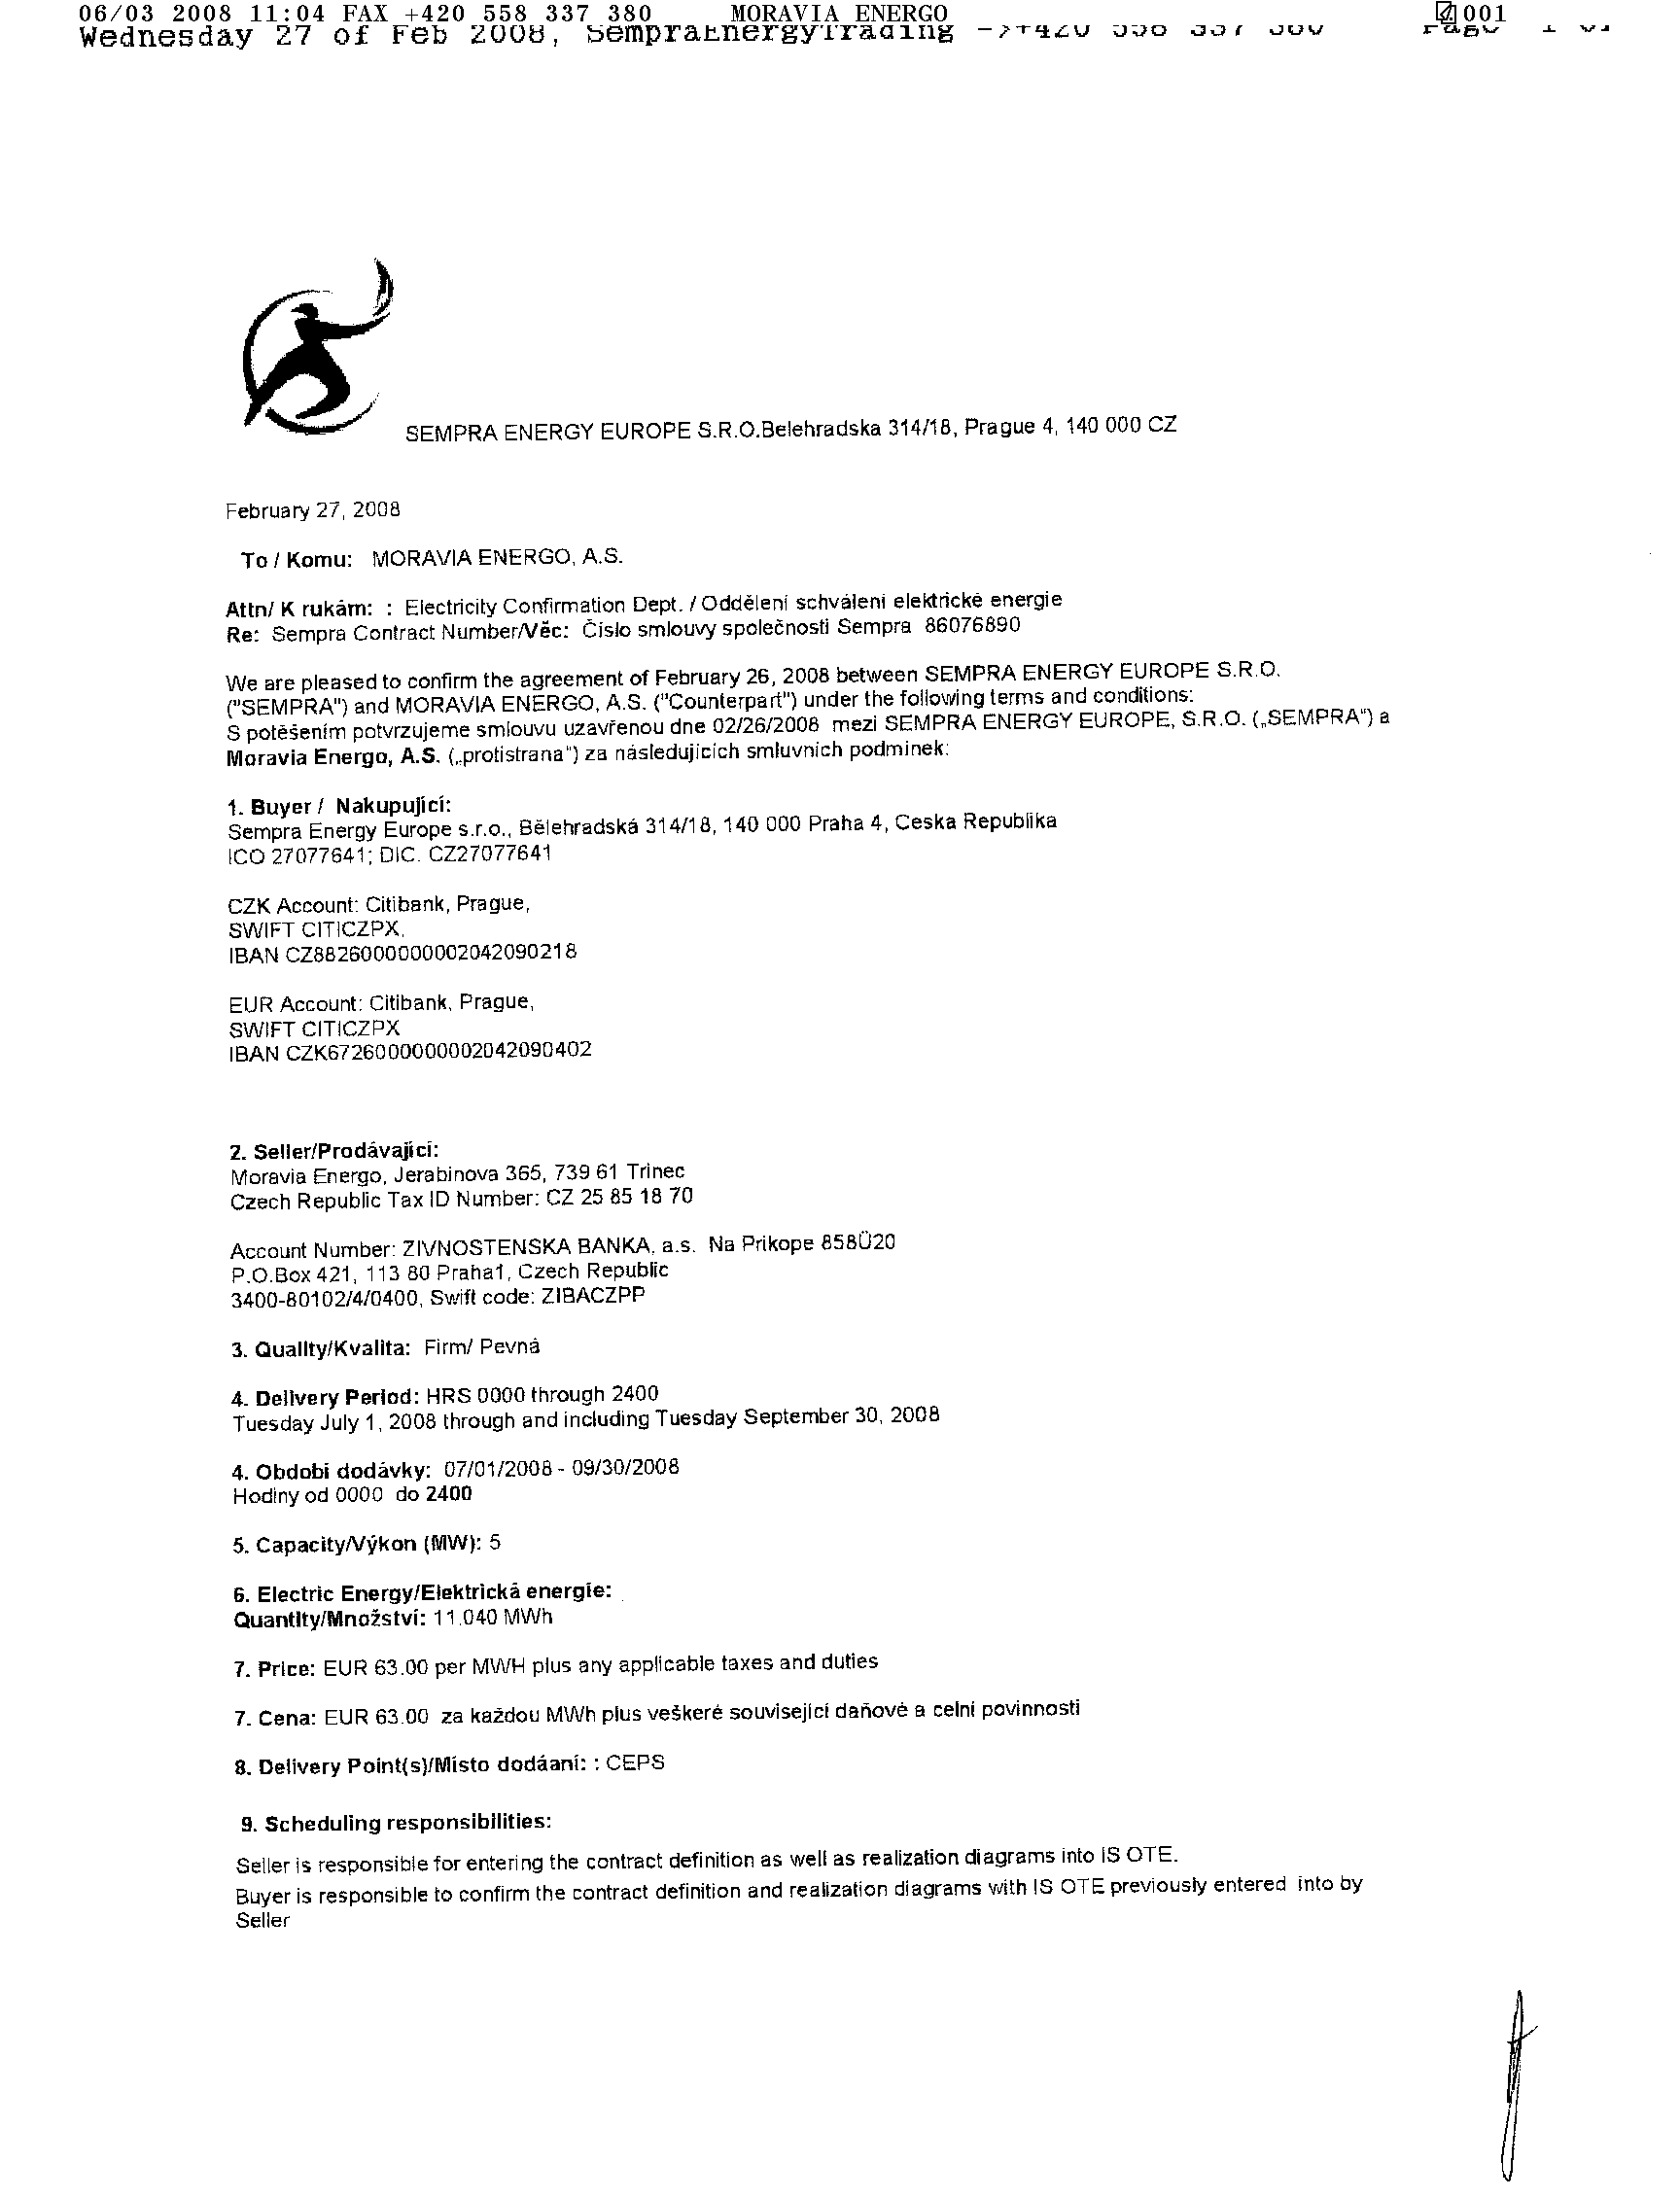 06/03 2008 11:04 FAX +420 558 337 380 MORAVIA ENERGO 001
Wednesday 27 of Feb 2008, SempraEnergyTrading ->+420 558 337 380 Page 1
SEMPRA ENERGY EUROPE S.R.O.Belehradska 314/18, Prague 4, 140 000 CZ
February 27, 2008
To / Komu: MORAVIA ENERGO, A.S.
Attn/ K rukám: : Electricity Confirmation Dept. / Oddělení schválení elektrické energie
Re: Sempra Contract Number/Věc: Číslo smlouvy společnosti Sempra 86076890
We are pleased to confirm the agreement of February 26, 2008 between SEMPRA ENERGY EUROPE S.R.O.
("SEMPRA") and MORAVIA ENERGO, A.S. ("Counterpart") under the following terms and conditions:
S potěšením potvrzujeme smlouvu uzavřenou dne 02/26/2008 mezi SEMPRA ENERGY EUROPE, S.R.O. („SEMPRA") a
Moravia Energo, A.S. („protistrana") za následujících smluvních podmínek:
1. Buyer / Nakupující:
Sempra Energy Europe s.r.o., Bělehradská 314/18, 140 000 Praha 4, Ceska Republika
ICO 27077641; DIC. CZ27077641
CZK Account: Citibank, Prague,
SWIFT CITICZPX,
IBAN CZ8826000000002042090218
EUR Account: Citibank, Prague,
SWIFT CITICZPX
IBAN CZK6726000000002042090402
2. Seller/Prodávající:
Moravia Energo, Jerabinova 365, 739 61 Trinec
Czech Republic Tax ID Number: CZ 25 85 18 70
Account Number: ZIVNOSTENSKA BANKA, a.s. Na Prikope 858Ü20
P.O.Box 421, 113 80 Praha1, Czech Republic
3400-80102/4/0400, Swift code: ZIBACZPP
3. Quality/Kvalita: Firm/ Pevná
4. Delivery Period: HRS 0000 through 2400
Tuesday July 1, 2008 through and including Tuesday September 30, 2008
4. Období dodávky: 07/01/2008 - 09/30/2008
Hodiny od 0000 do 2400
5. Capacity/Výkon (MW): 5
6. Electric Energy/Elektrická energie:
Quantity/Množství: 11,040 MWh
7. Price: EUR 63.00 per MWH plus any applicable taxes and duties
7. Cena: EUR 63.00 za každou MWh plus veškeré související daňové a celní povinnosti
8. Delivery Point(s)/Místo dodáaní: : CEPS
9. Scheduling responsibilities:
Seller is responsible for entering the contract definition as well as realization diagrams into IS OTE.
Buyer is responsible to confirm the contract definition and realization diagrams with IS OTE previously entered into by
Seller